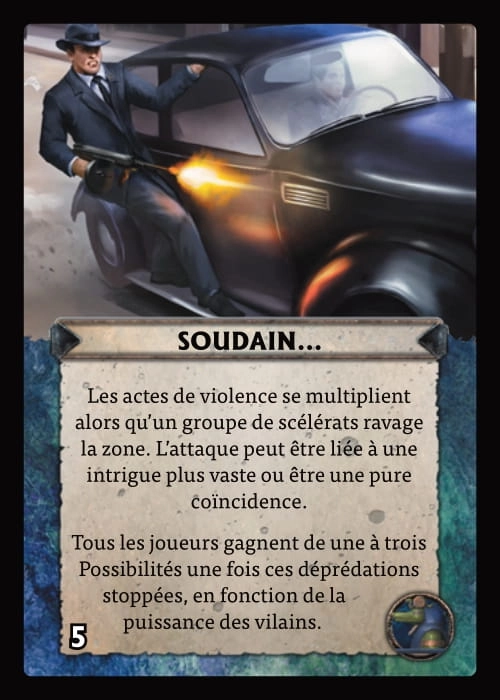 SOUDAIN...
Les actes de violence se multiplient
alors qu'un groupe de scélérats ravage
la zone. L'attaque peut être liée à une
intrigue plus vaste ou être une pure
coïncidence.
Tous les joueurs gagnent de une à trois
Possibilités une fois ces déprédations
stoppées, en fonction de la
puissance des vilains.
5